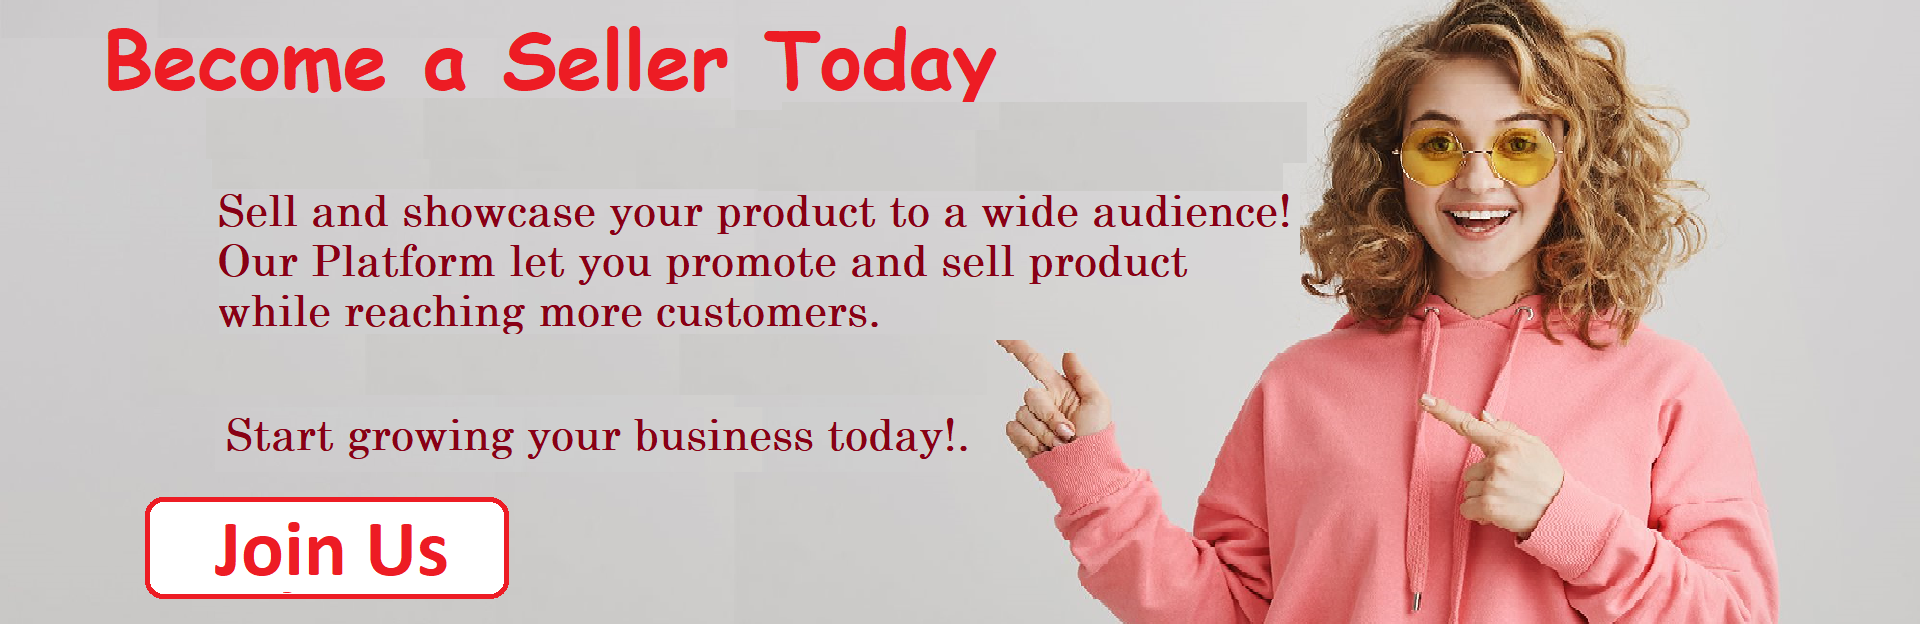 Become a Seller Today
Sell and showcase your product to a wide audience!
Our Platform let you promote and sell product
while reaching more customers.
Start growing your business today!.
Join Us